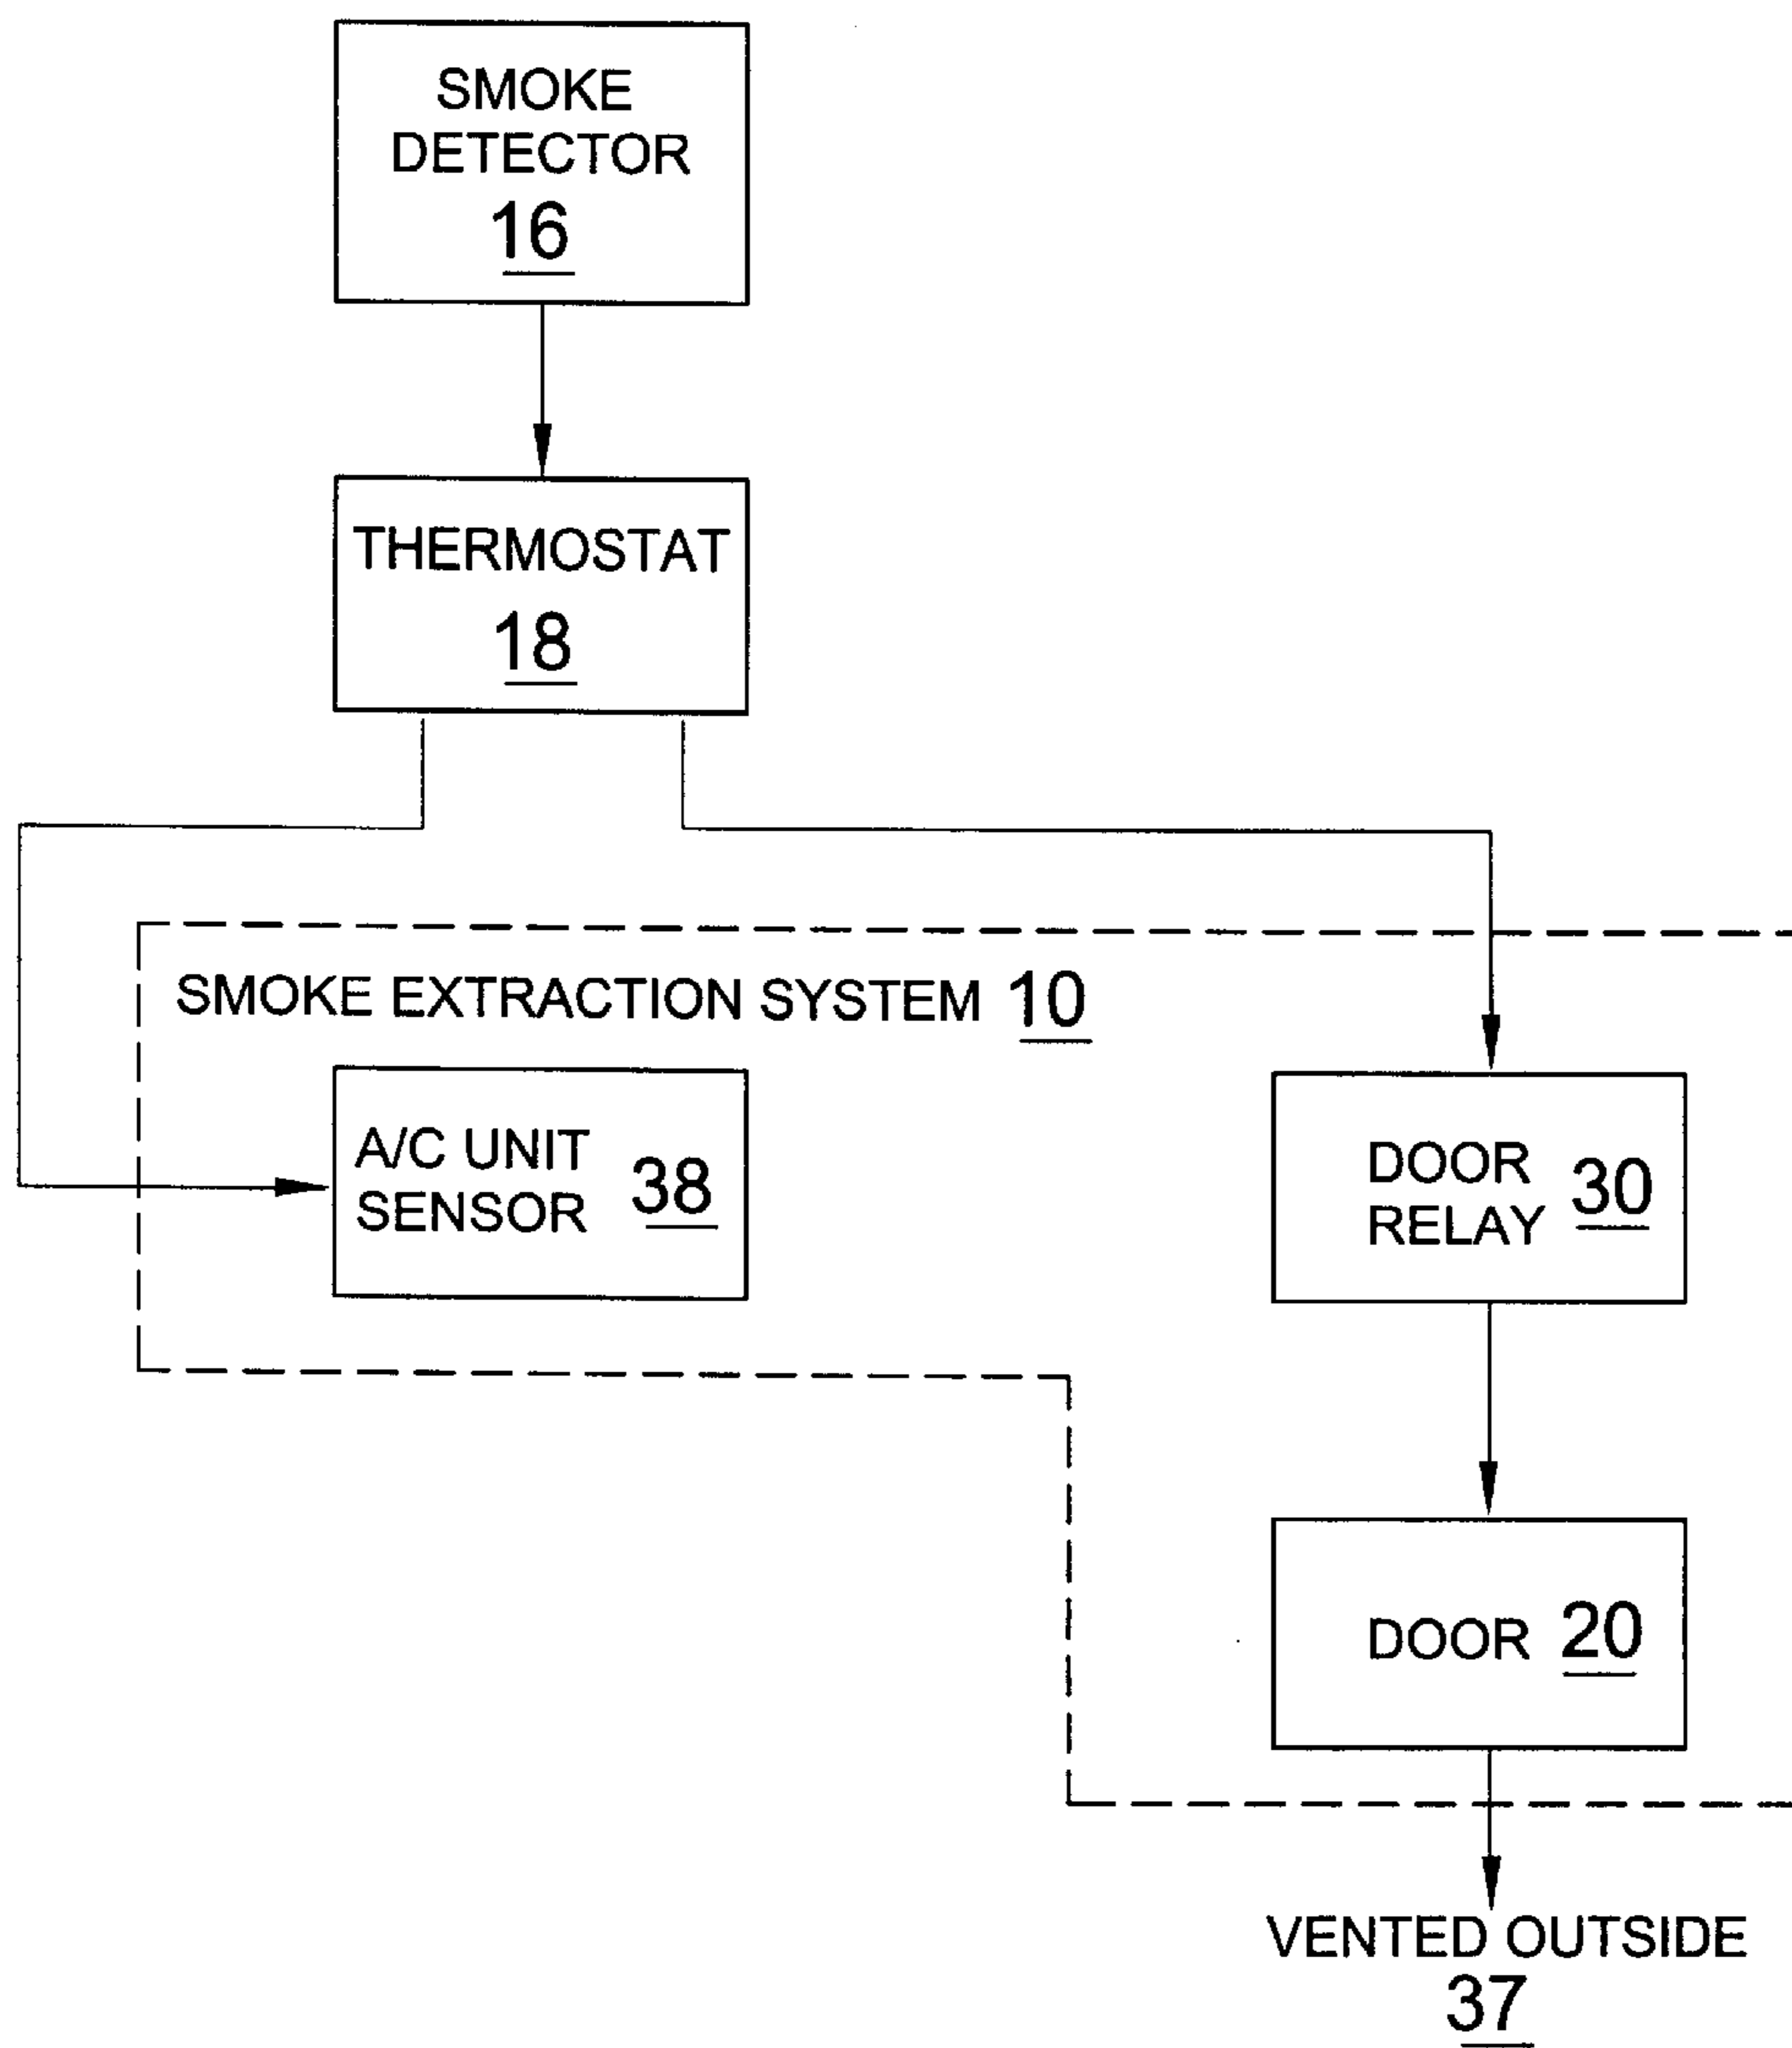 SMOKE
DETECTOR
16
THERMOSTAT
18
SMOKE EXTRACTION SYSTEM 10
A/C UNIT
SENSOR 38
DOOR
RELAY 30
DOOR 20
VENTED OUTSIDE
37